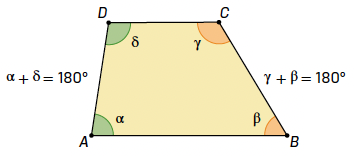 D
C
δ
γ
α + δ = 180°
γ + β = 180°
α
β
A
B